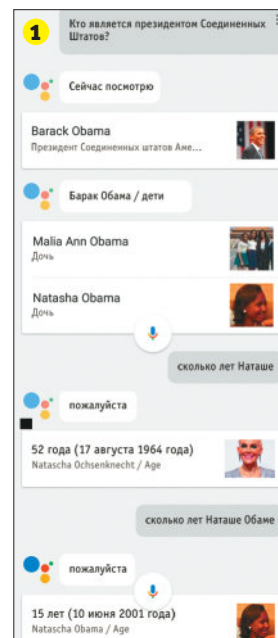 1
Кто является президентом Соединенных
Штатов?
Сейчас посмотрю
Barack Obama
Президент Соединенных штатов Аме...
Барак Обама / дети
Malia Ann Obama
Дочь
Natasha Obama
Дочь
сколько лет Наташе
пожалуйста
52 года (17 августа 1964 года)
Natascha Ochsenknecht / Age
сколько лет Наташе Обаме
пожалуйста
15 лет (10 июня 2001 года)
Natascha Obama / Age